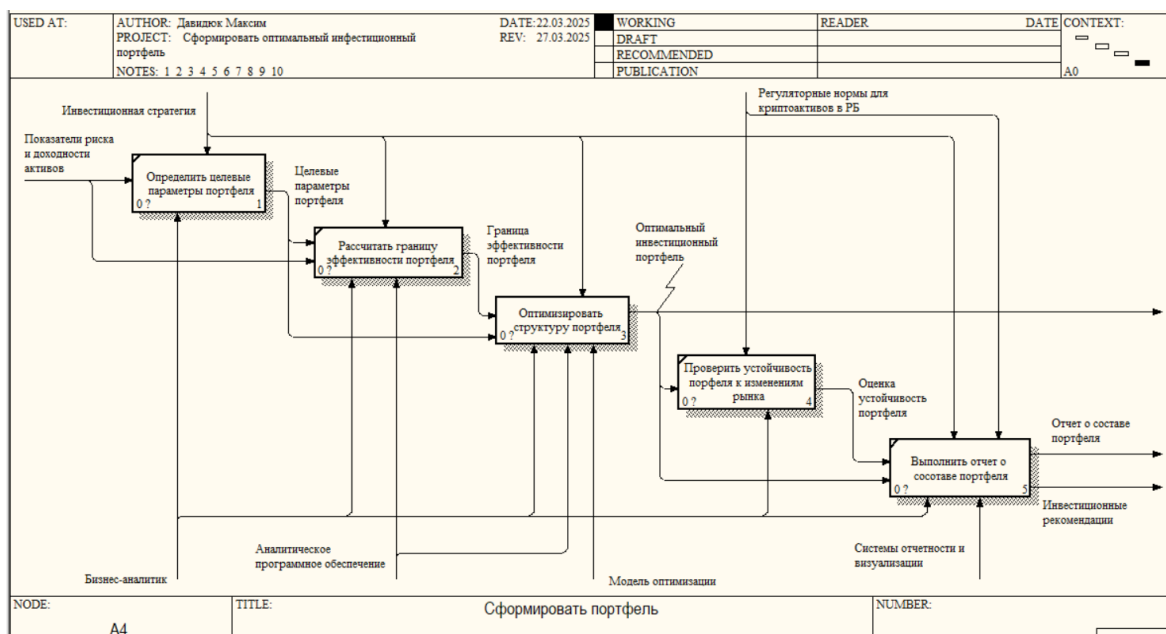 USED AT:
AUTHOR: Давидюк Максим
DATE: 22.03.2025
WORKING
READER
DATE
CONTEXT:
PROJECT: Сформировать оптимальный инфестиционный
REV: 27.03.2025
DRAFT
портфель
RECOMMENDED
NOTES: 1 2 3 4 5 6 7 8 9 10
PUBLICATION
A0
Инвестиционная стратегия
Регуляторные нормы для
криптоактивов в РБ
Показатели риска
и доходности
активов
Определить целевые
параметры портфеля
0 ?
1
Целевые
параметры
портфеля
Рассчитать границу
эффективности портфеля
0 ?
2
Граница
эффективности
портфеля
Оптимальный
инвестиционный
портфель
Оптимизировать
структуру портфеля
0 ?
3
Проверить устойчивость
порфеля к изменениям
рынка
0 ?
4
Оценка
устойчивость
портфеля
Выполнить отчет о
сосотаве портфеля
0 ?
5
Отчет о составе
портфеля
Инвестиционные
рекомендации
Бизнес-аналитик
Аналитическое
программное обеспечение
Модель оптимизации
Системы отчетности и
визуализации
NODE:
TITLE:
Сформировать портфель
NUMBER:
A4